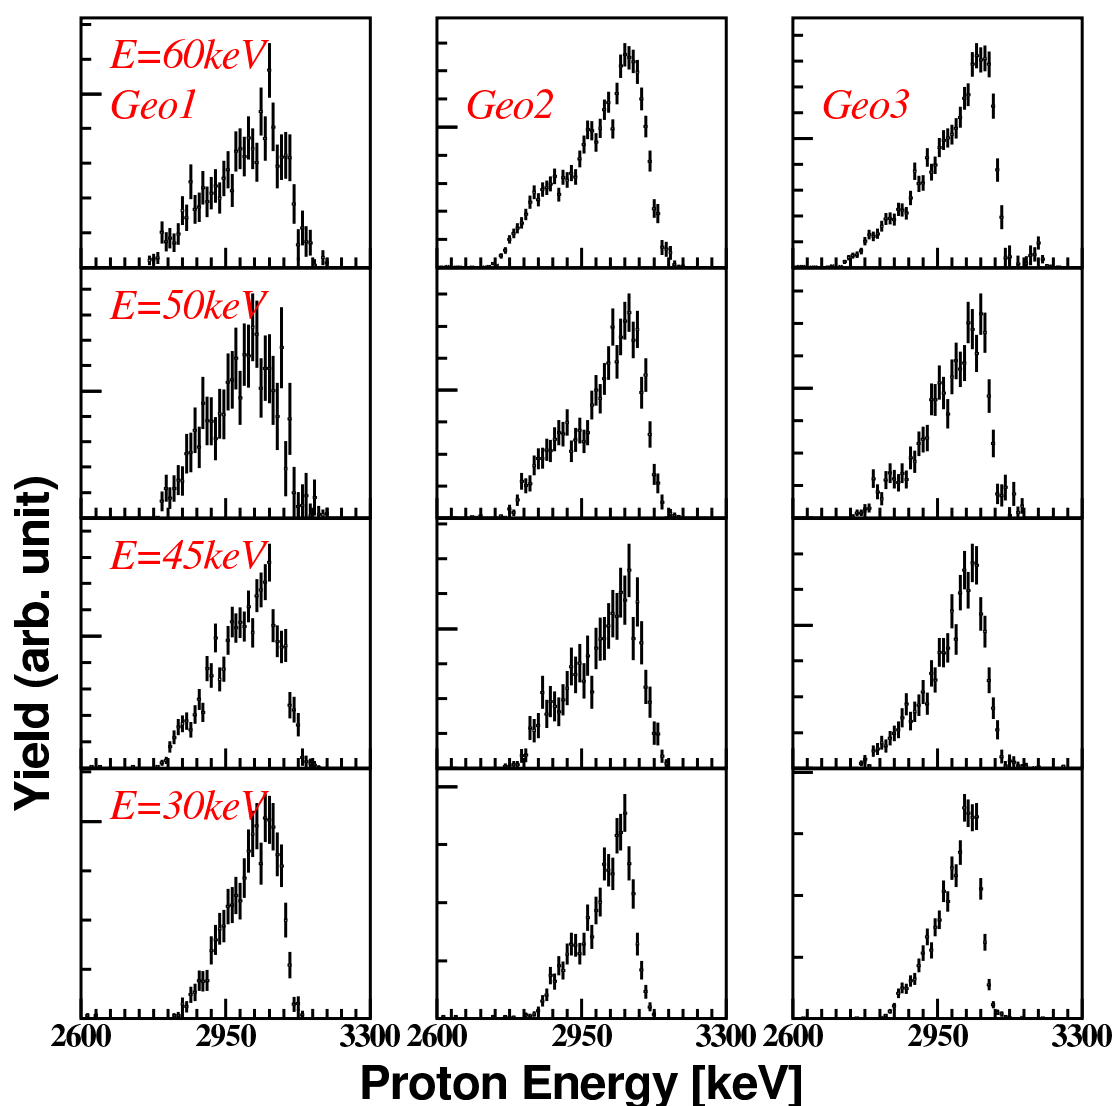 E=60keV
Geo1
Geo2
Geo3
E=50keV
E=45keV
E=30keV
Yield (arb. unit)
2600 2950 3300 2600 2950 3300 2600 2950 3300
Proton Energy [keV]